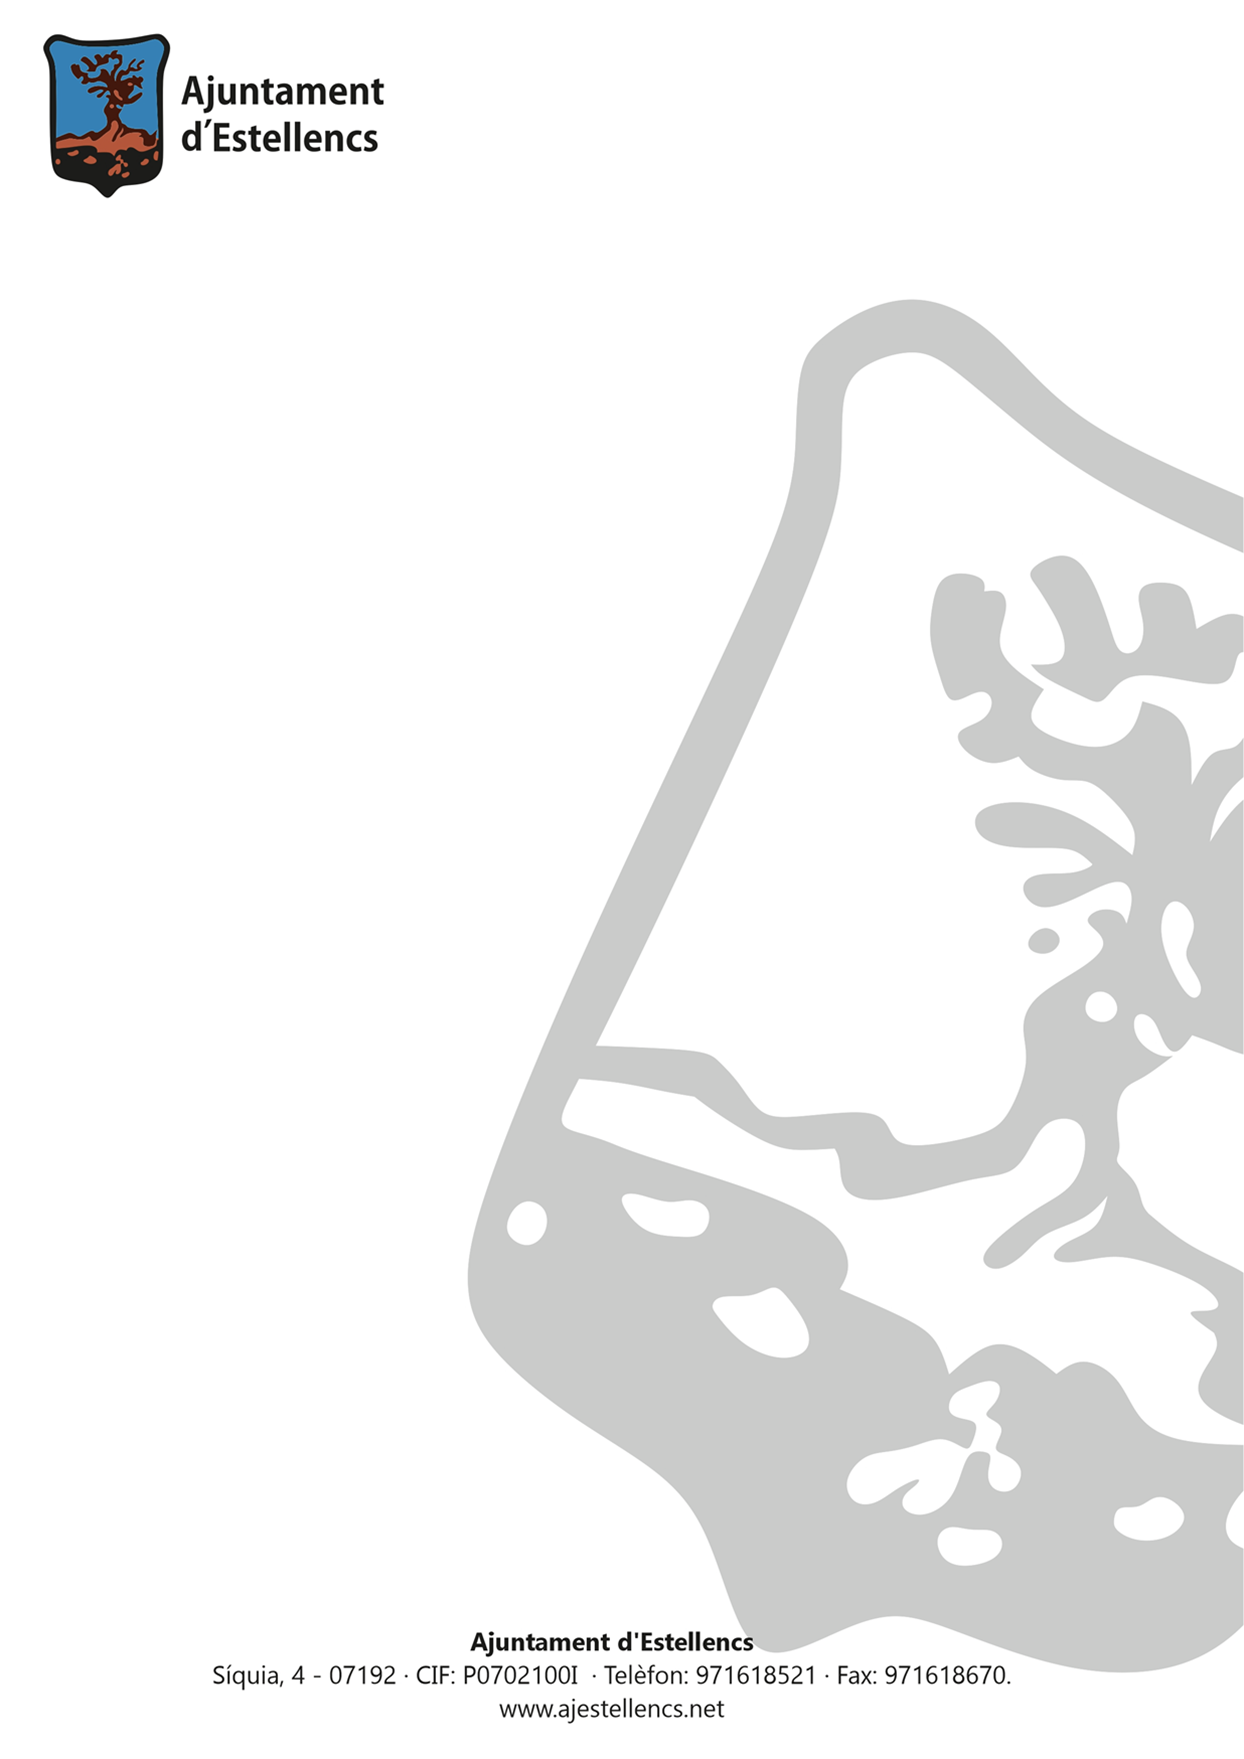 Ajuntament
d´Estellencs
Ajuntament d'Estellencs
Síquia, 4 - 07192 · CIF: P0702100I · Telèfon: 971618521 · Fax: 971618670.
www.ajestellencs.net